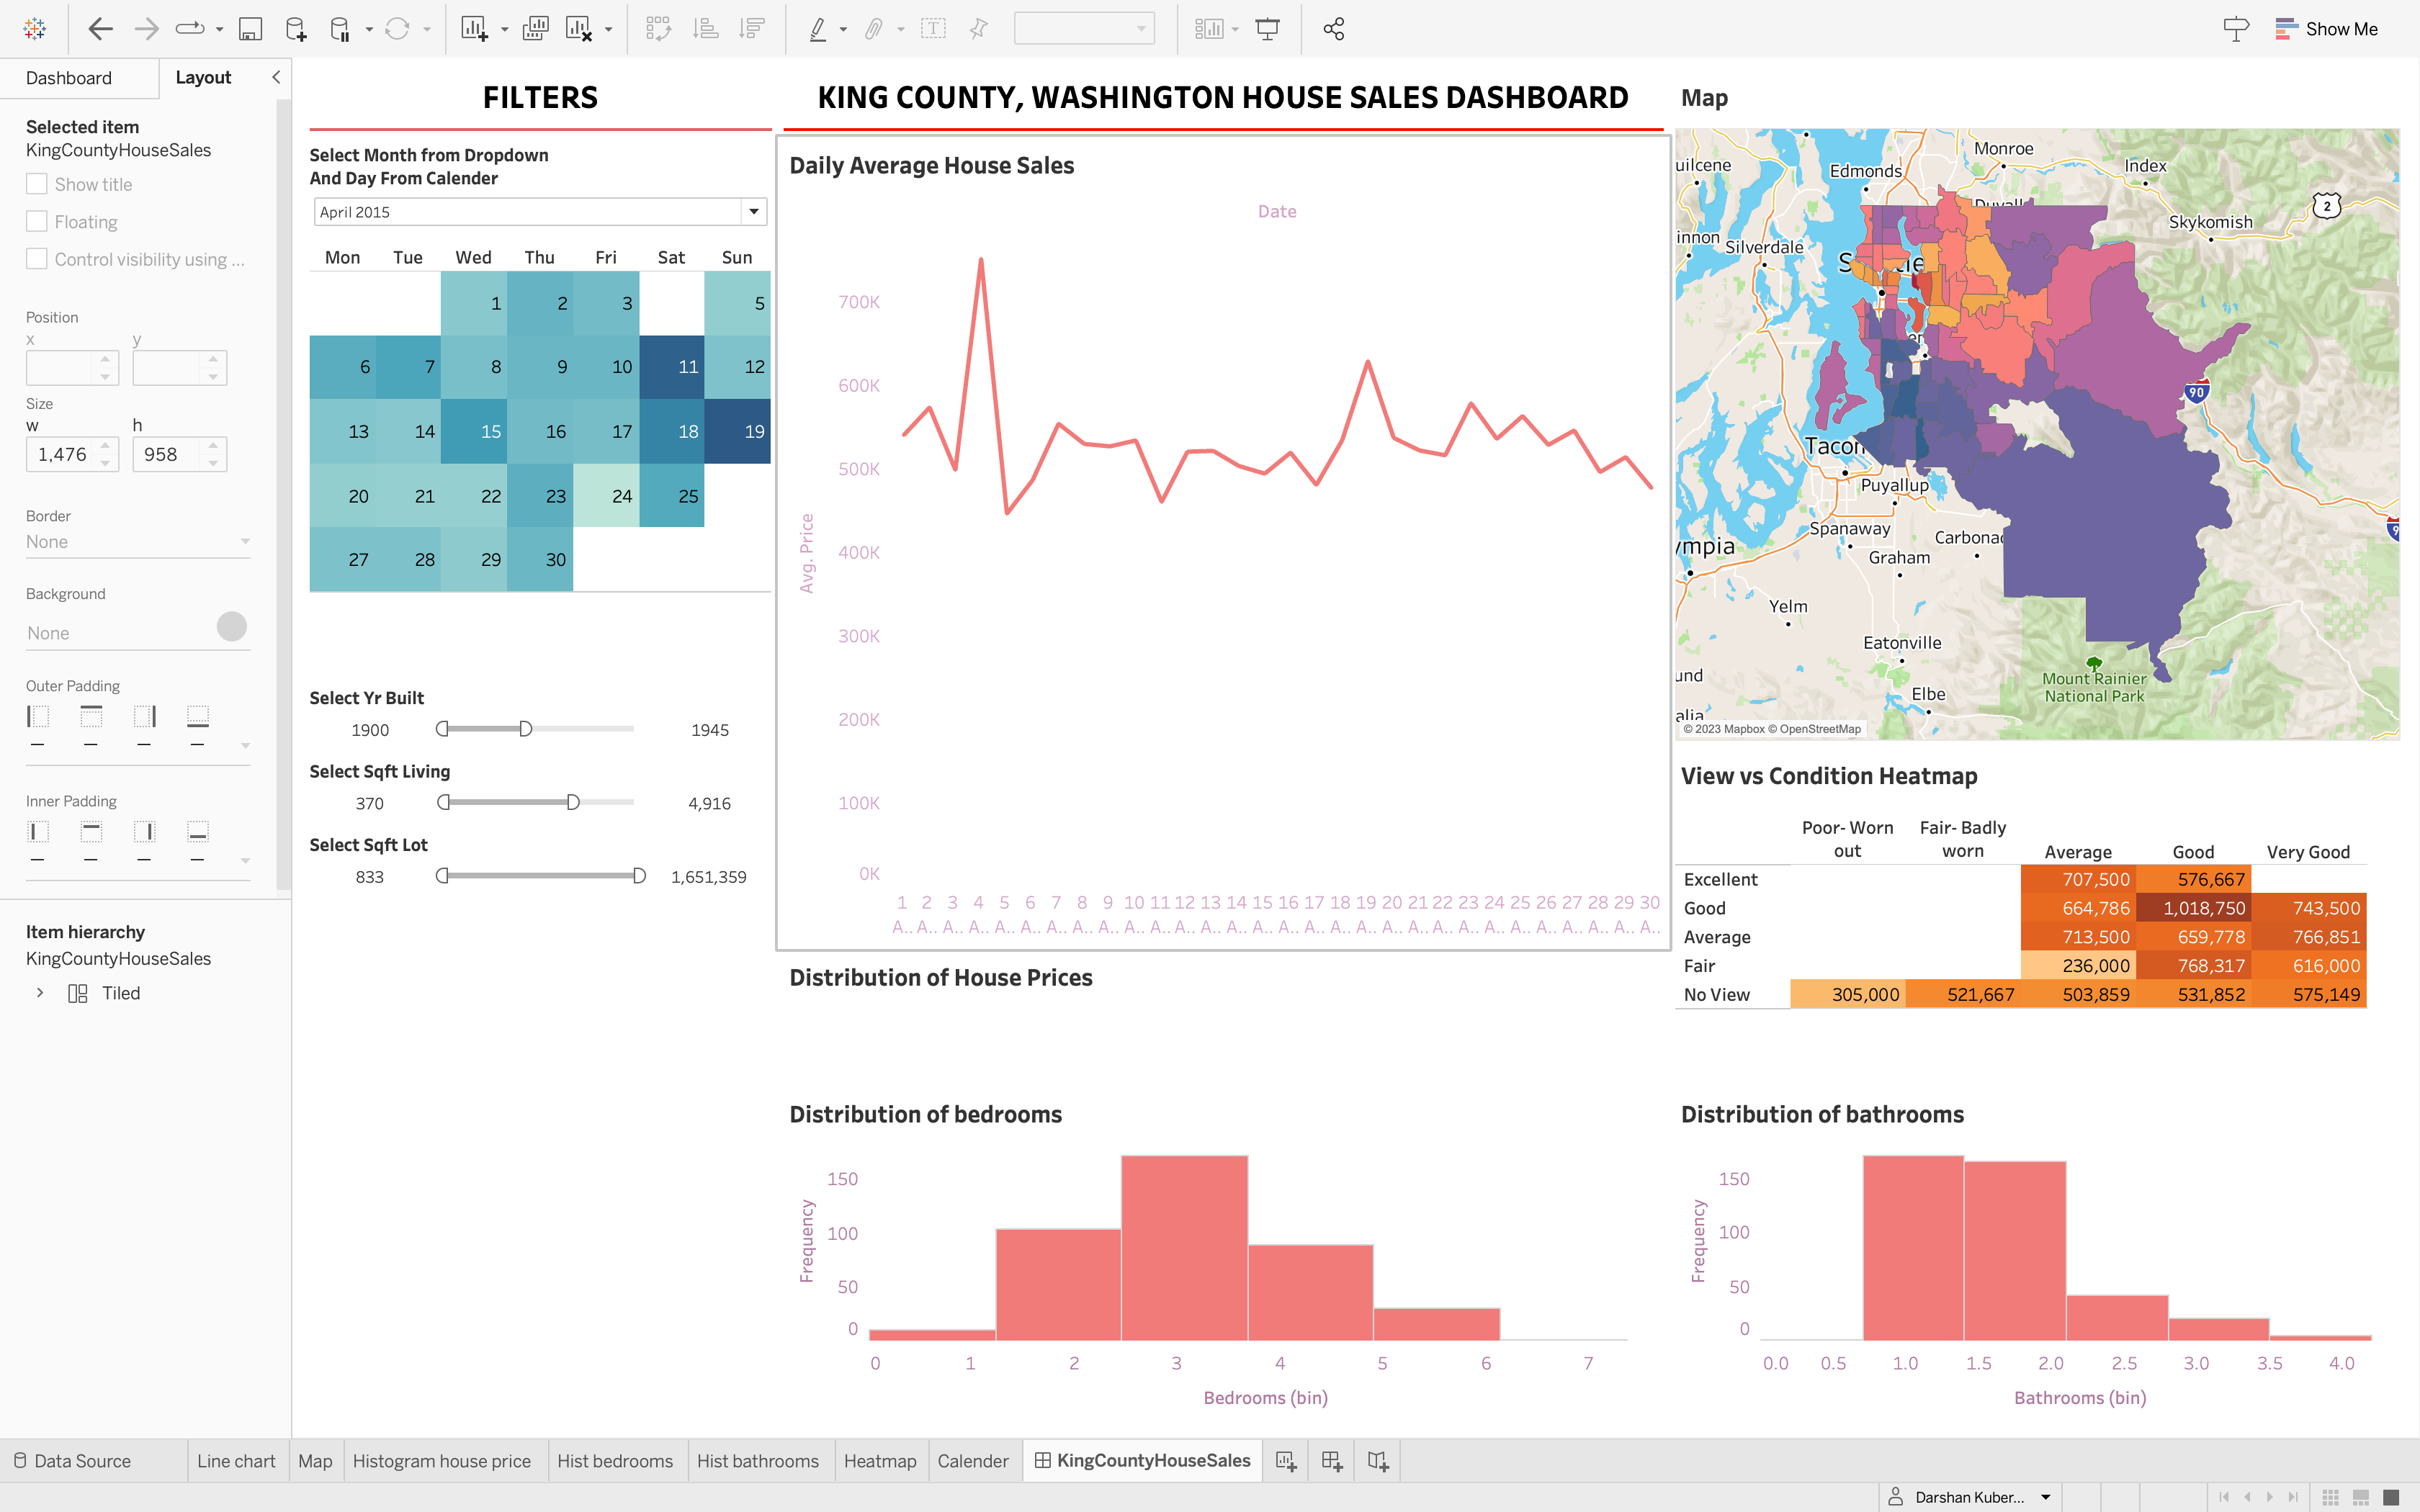 Show Me
Dashboard
Layout
Selected item
KingCountyHouseSales
Show title
Floating
Control visibility using ...
Position
x y
Size
w h
1,476 958
Border
None
Background
None
Outer Padding
Inner Padding
Item hierarchy
KingCountyHouseSales
Tiled
FILTERS
Select Month from Dropdown
And Day From Calender
April 2015
Mon Tue Wed Thu Fri Sat Sun
1 2 3 5
6 7 8 9 10 11 12
13 14 15 16 17 18 19
20 21 22 23 24 25
27 28 29 30
Select Yr Built
1900 1945
Select Sqft Living
370 4,916
Select Sqft Lot
833 1,651,359
KING COUNTY, WASHINGTON HOUSE SALES DASHBOARD
Daily Average House Sales
Date
Avg. Price
700K
600K
500K
400K
300K
200K
100K
0K
1 2 3 4 5 6 7 8 9 10 11 12 13 14 15 16 17 18 19 20 21 22 23 24 25 26 27 28 29 30
A.. A.. A.. A.. A.. A.. A.. A.. A.. A.. A.. A.. A.. A.. A.. A.. A.. A.. A.. A.. A.. A.. A.. A.. A.. A.. A.. A.. A.. A..
Distribution of House Prices
Distribution of bedrooms
Frequency
150
100
50
0
0 1 2 3 4 5 6 7
Bedrooms (bin)
Map
Monroe
uilcene
Edmonds
Index
2
Skykomish
innon
Silverdale
90
Tacom
Puyallup
Spanaway
Carbonad
ympia
Graham
Yelm
Eatonville
und
Mount Rainier
National Park
Elbe
alia
© 2023 Mapbox © OpenStreetMap
View vs Condition Heatmap
Poor- Worn out Fair- Badly worn Average Good Very Good
Excellent 707,500 576,667
Good 664,786 1,018,750 743,500
Average 713,500 659,778 766,851
Fair 236,000 768,317 616,000
No View 305,000 521,667 503,859 531,852 575,149
Distribution of bathrooms
Frequency
150
100
50
0
0.0 0.5 1.0 1.5 2.0 2.5 3.0 3.5 4.0
Bathrooms (bin)
Data Source
Line chart
Map
Histogram house price
Hist bedrooms
Hist bathrooms
Heatmap
Calender
KingCountyHouseSales
Darshan Kuber...